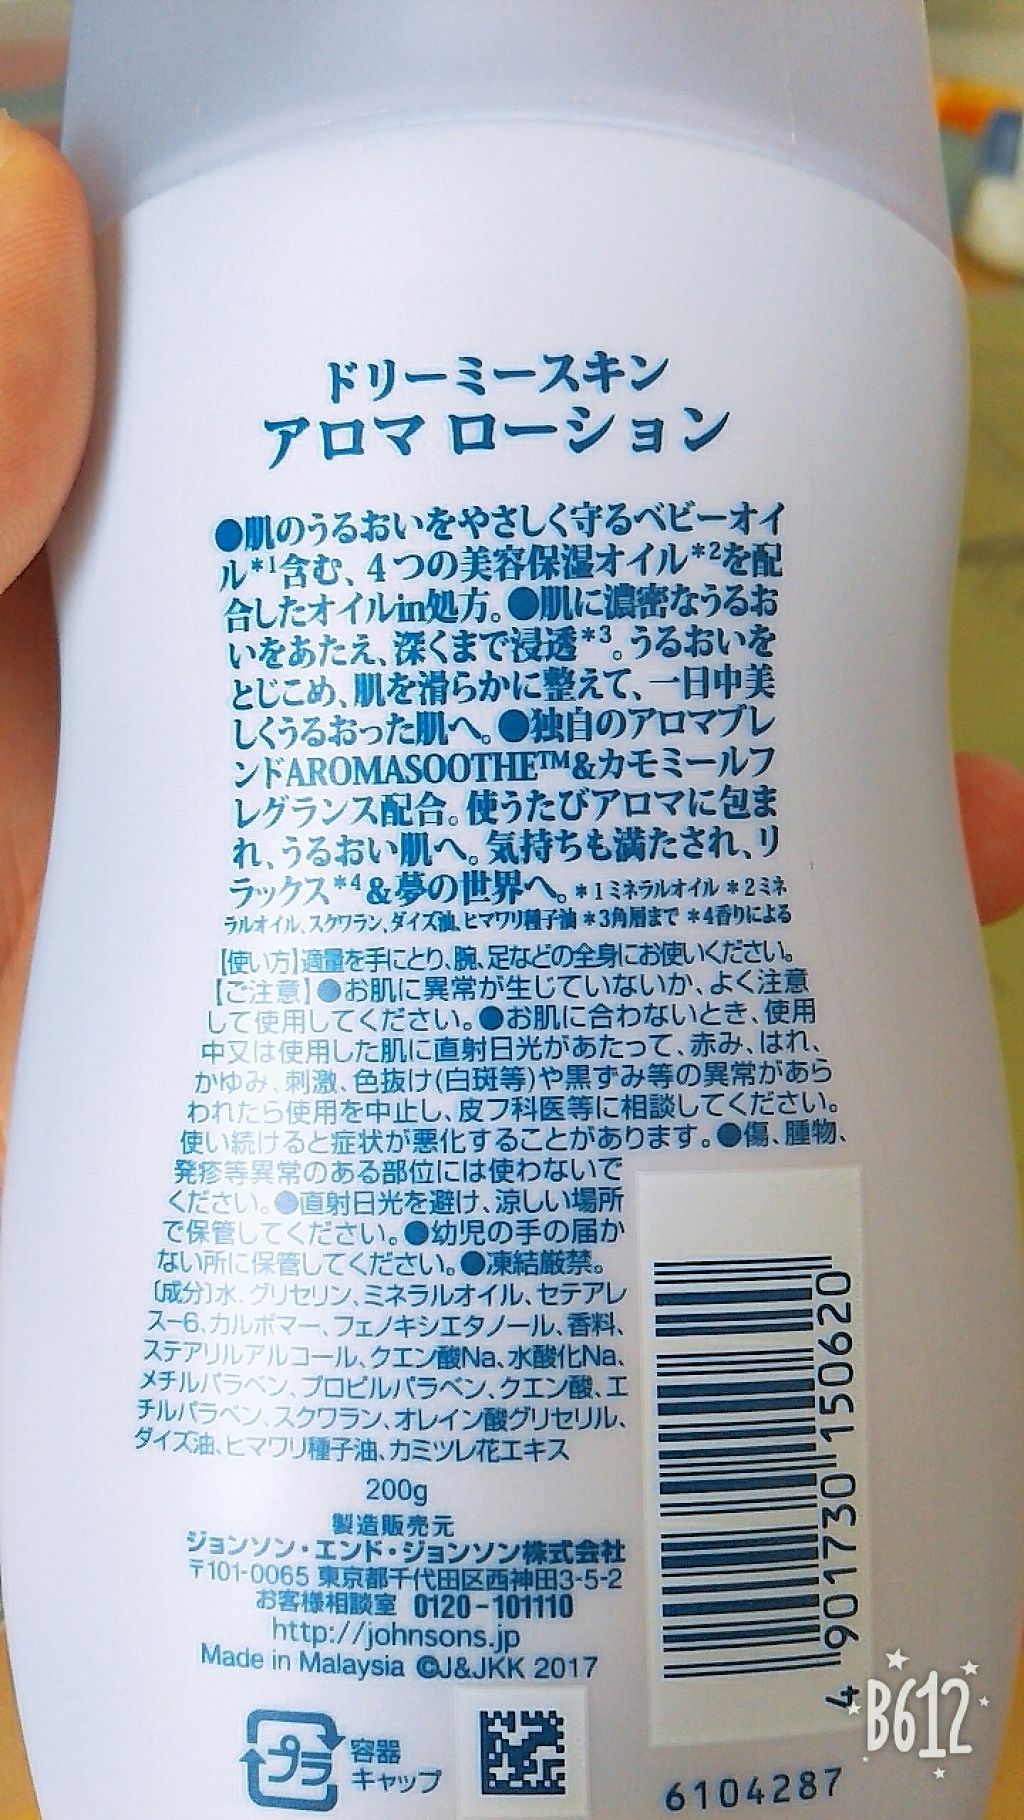 ドリーミースキン
アロマ ローション
●肌のうるおいをやさしく守るベビーオイ
ル*1含む、4つの美容保湿オイル*2を配
合したオイルin処方。●肌に濃密なうるお
いをあたえ、深くまで浸透*3。うるおいを
とじこめ、肌を滑らかに整えて、一日中美
しくうるおった肌へ。●独自のアロマブレ
ンドAROMASOOTHE™&カモミールフ
レグランス配合。使うたびアロマに包ま
れ、うるおい肌へ。気持ちも満たされ、リ
ラックス*4&夢の世界へ。*1ミネラルオイル *2ミネ
ラルオイル、スクワラン、ダイズ油、ヒマワリ種子油 *3角層まで *4香りによる
【使い方】適量を手にとり、腕、足などの全身にお使いください。
【ご注意】●お肌に異常が生じていないか、よく注意
して使用してください。●お肌に合わないとき、使用
中又は使用した肌に直射日光があたって、赤み、はれ、
かゆみ、刺激、色抜け(白斑等)や黒ずみ等の異常があら
われたら使用を中止し、皮フ科医等に相談してください。
使い続けると症状が悪化することがあります。●傷、腫物、
発疹等異常のある部位には使わないで
ください。●直射日光を避け、涼しい場所
で保管してください。●幼児の手の届か
ない所に保管してください。●凍結厳禁。
〔成分〕水、グリセリン、ミネラルオイル、セテアレ
ス-6、カルボマー、フェノキシエタノール、香料、
ステアリルアルコール、クエン酸Na、水酸化Na、
メチルパラベン、プロピルパラベン、クエン酸、エ
チルパラベン、スクワラン、オレイン酸グリセリル、
ダイズ油、ヒマワリ種子油、カミツレ花エキス
200g
製造販売元
ジョンソン・エンド・ジョンソン株式会社
〒101-0065 東京都千代田区西神田3-5-2
お客様相談室 0120-101110
http://johnsons.jp
Made in Malaysia ©J&JKK 2017
4 901730 150620
プラ
容器
キャップ
6104287
B612